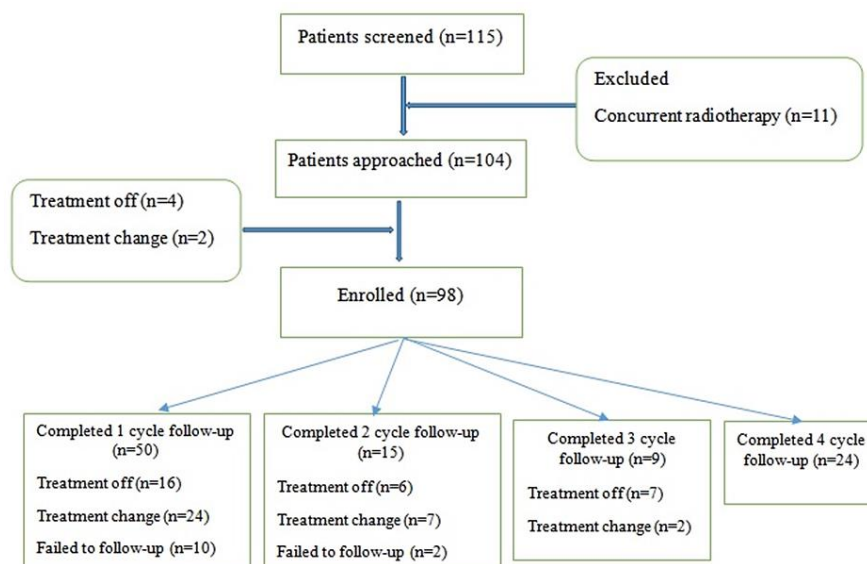 Patients screened (n=115)
Excluded
Concurrent radiotherapy (n=11)
Patients approached (n=104)
Treatment off (n=4)
Treatment change (n=2)
Enrolled (n=98)
Completed 1 cycle follow-up
(n=50)
Treatment off (n=16)
Treatment change (n=24)
Failed to follow-up (n=10)
Completed 2 cycle follow-up
(n=15)
Treatment off (n=6)
Treatment change (n=7)
Failed to follow-up (n=2)
Completed 3 cycle
follow-up (n=9)
Treatment off (n=7)
Treatment change (n=2)
Completed 4 cycle
follow-up (n=24)